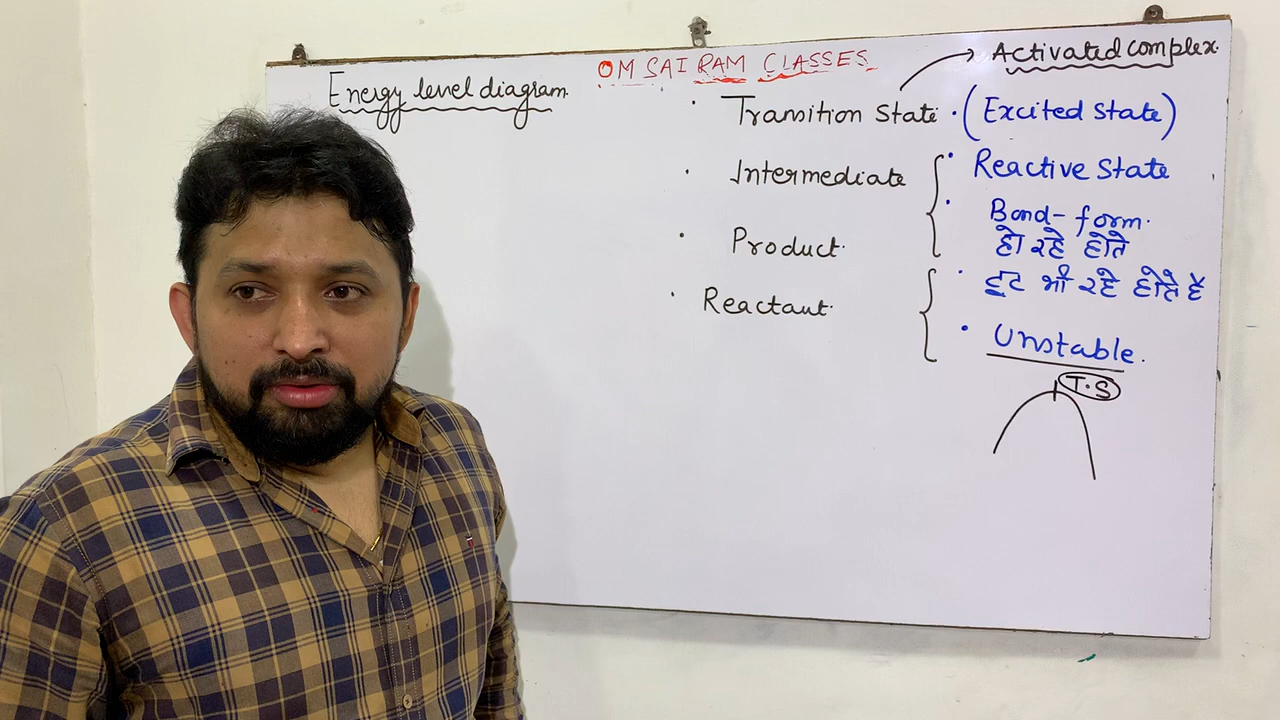 OM SAI RAM CLASSES
Energy level diagram.
Activated complex.
Transition State · (Excited State)
Intermediate
Product.
Reactant.
Reactive State
Bond-form.
हो रहे होते
टूट भी रहे होते है
Unstable.
T.S